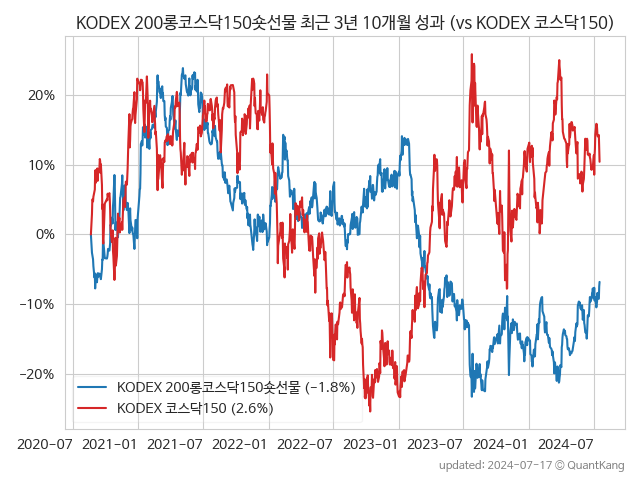 KODEX 200롱코스닥150숏선물 최근 3년 10개월 성과 (vs KODEX 코스닥150)
20%
10%
0%
−10%
−20%
KODEX 200롱코스닥150숏선물 (−1.8%)
KODEX 코스닥150 (2.6%)
2020-07 2021-01 2021-07 2022-01 2022-07 2023-01 2023-07 2024-01 2024-07
updated: 2024-07-17 © QuantKang